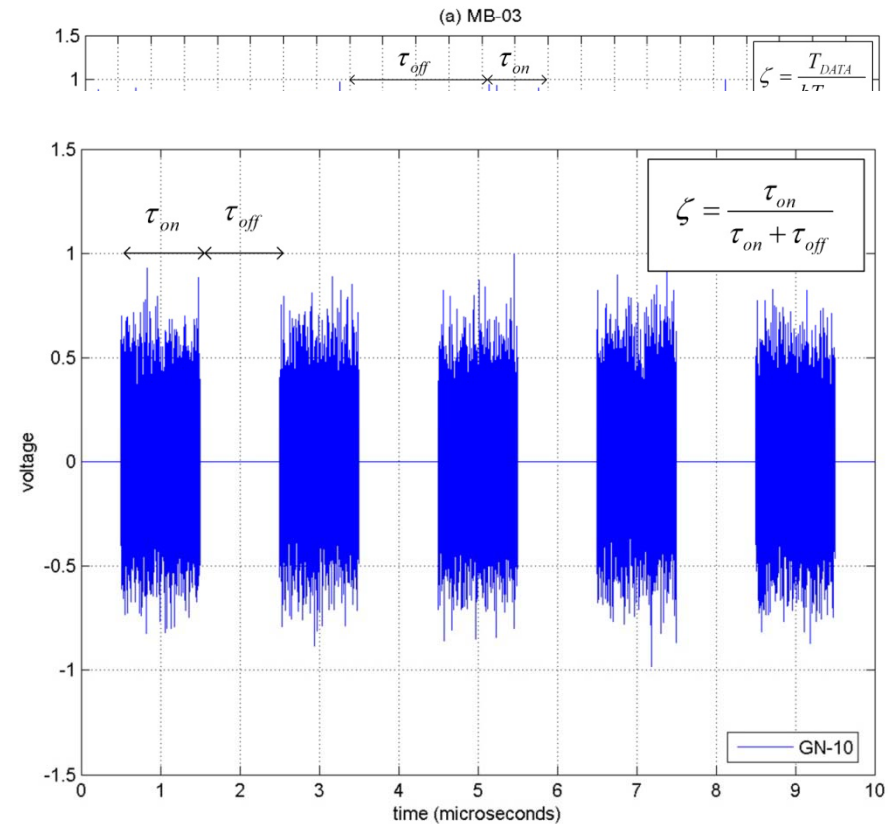 (a) MB-03
1.5
τoff τon
1
ζ = TDATA
1.5
τon τoff
ζ = τon / (τon + τoff)
1
0.5
0
-0.5
-1
-1.5
voltage
GN-10
0 1 2 3 4 5 6 7 8 9 10
time (microseconds)